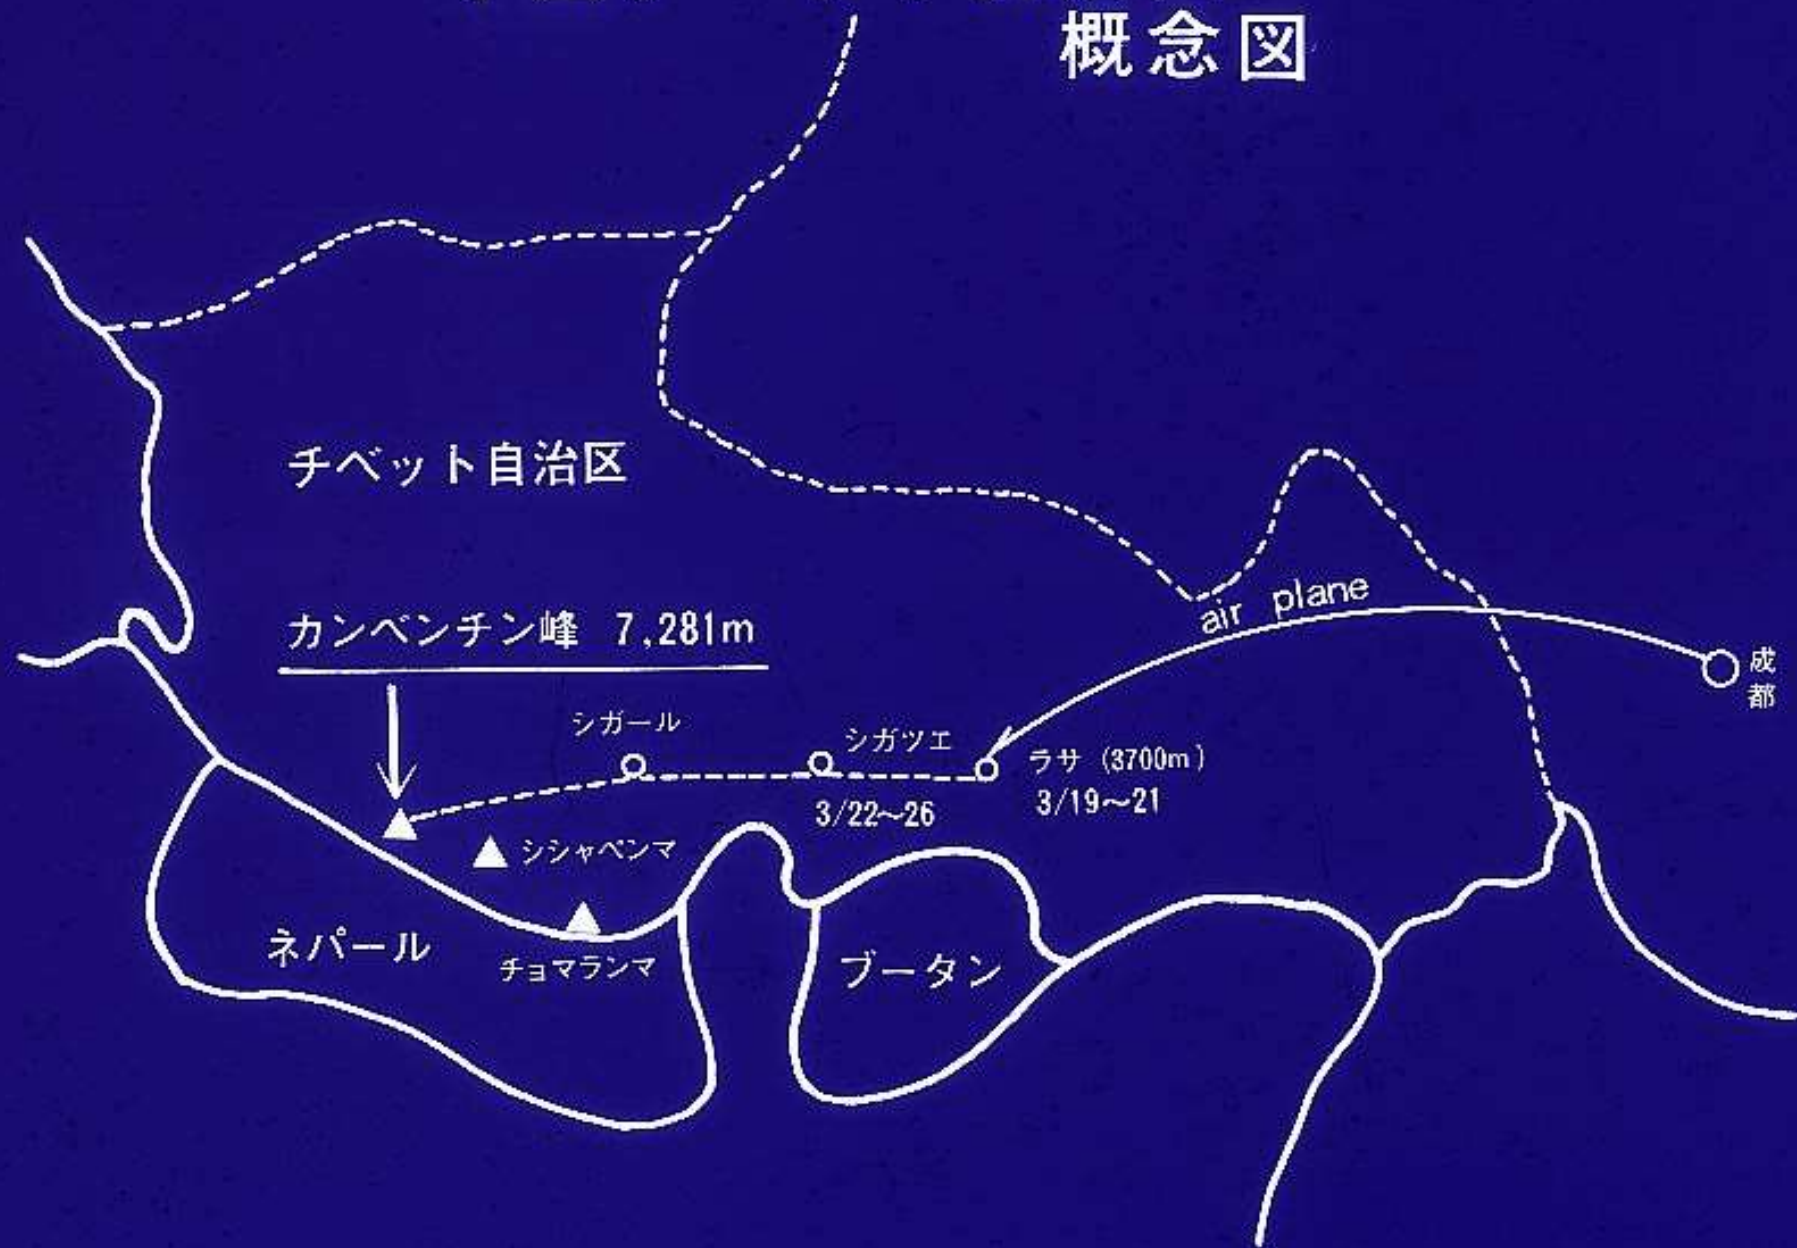 概念図
チベット自治区
air plane
カンベンチン峰 7,281m
成都
シガール
シガツエ
ラサ (3700m)
3/22~26
3/19~21
シシャペンマ
ネパール
チョマランマ
ブータン